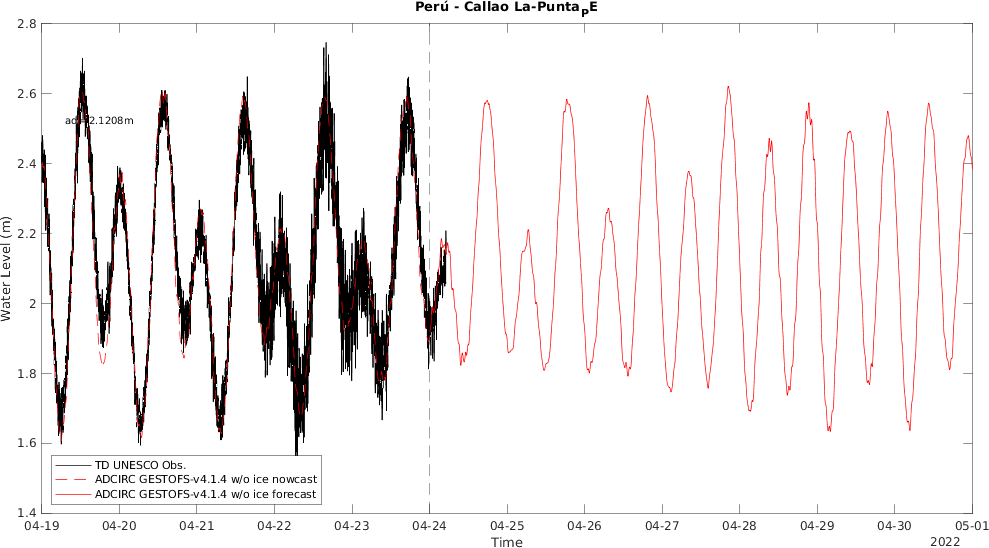 Perú - Callao La-Punta_PE
2.8
2.6
2.4
2.2
2
1.8
1.6
1.4
Water Level (m)
2.1208m
TD UNESCO Obs.
ADCIRC GESTOFS-v4.1.4 w/o ice nowcast
ADCIRC GESTOFS-v4.1.4 w/o ice forecast
04-19 04-20 04-21 04-22 04-23 04-24 04-25 04-26 04-27 04-28 04-29 04-30 05-01
Time
2022